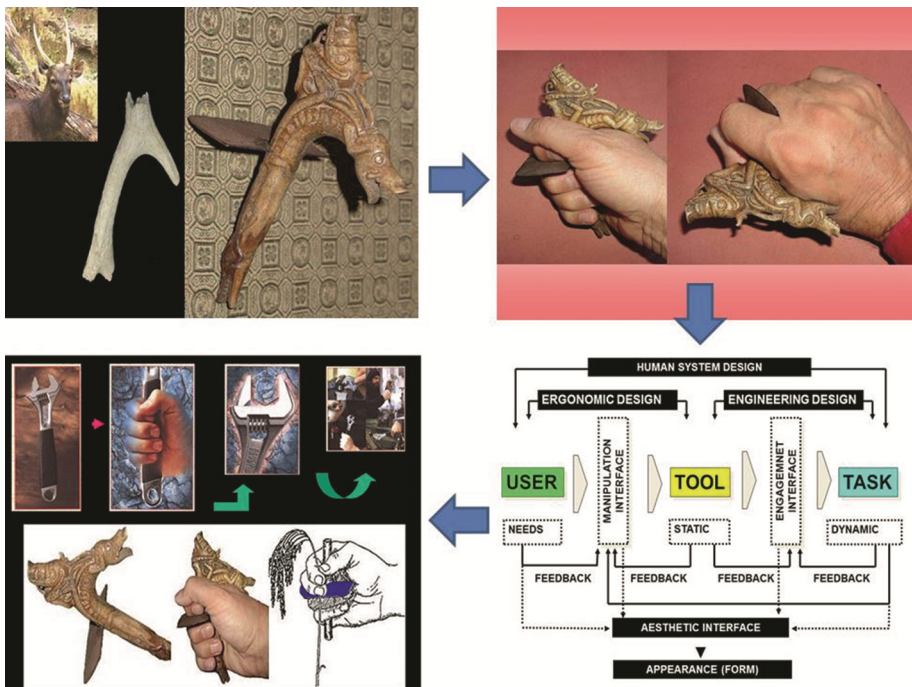 HUMAN SYSTEM DESIGN
ERGONOMIC DESIGN
ENGINEERING DESIGN
USER
MANIPULATION
INTERFACE
TOOL
ENGAGEMNET
INTERFACE
TASK
NEEDS
STATIC
DYNAMIC
FEEDBACK
FEEDBACK
FEEDBACK
FEEDBACK
AESTHETIC INTERFACE
APPEARANCE (FORM)